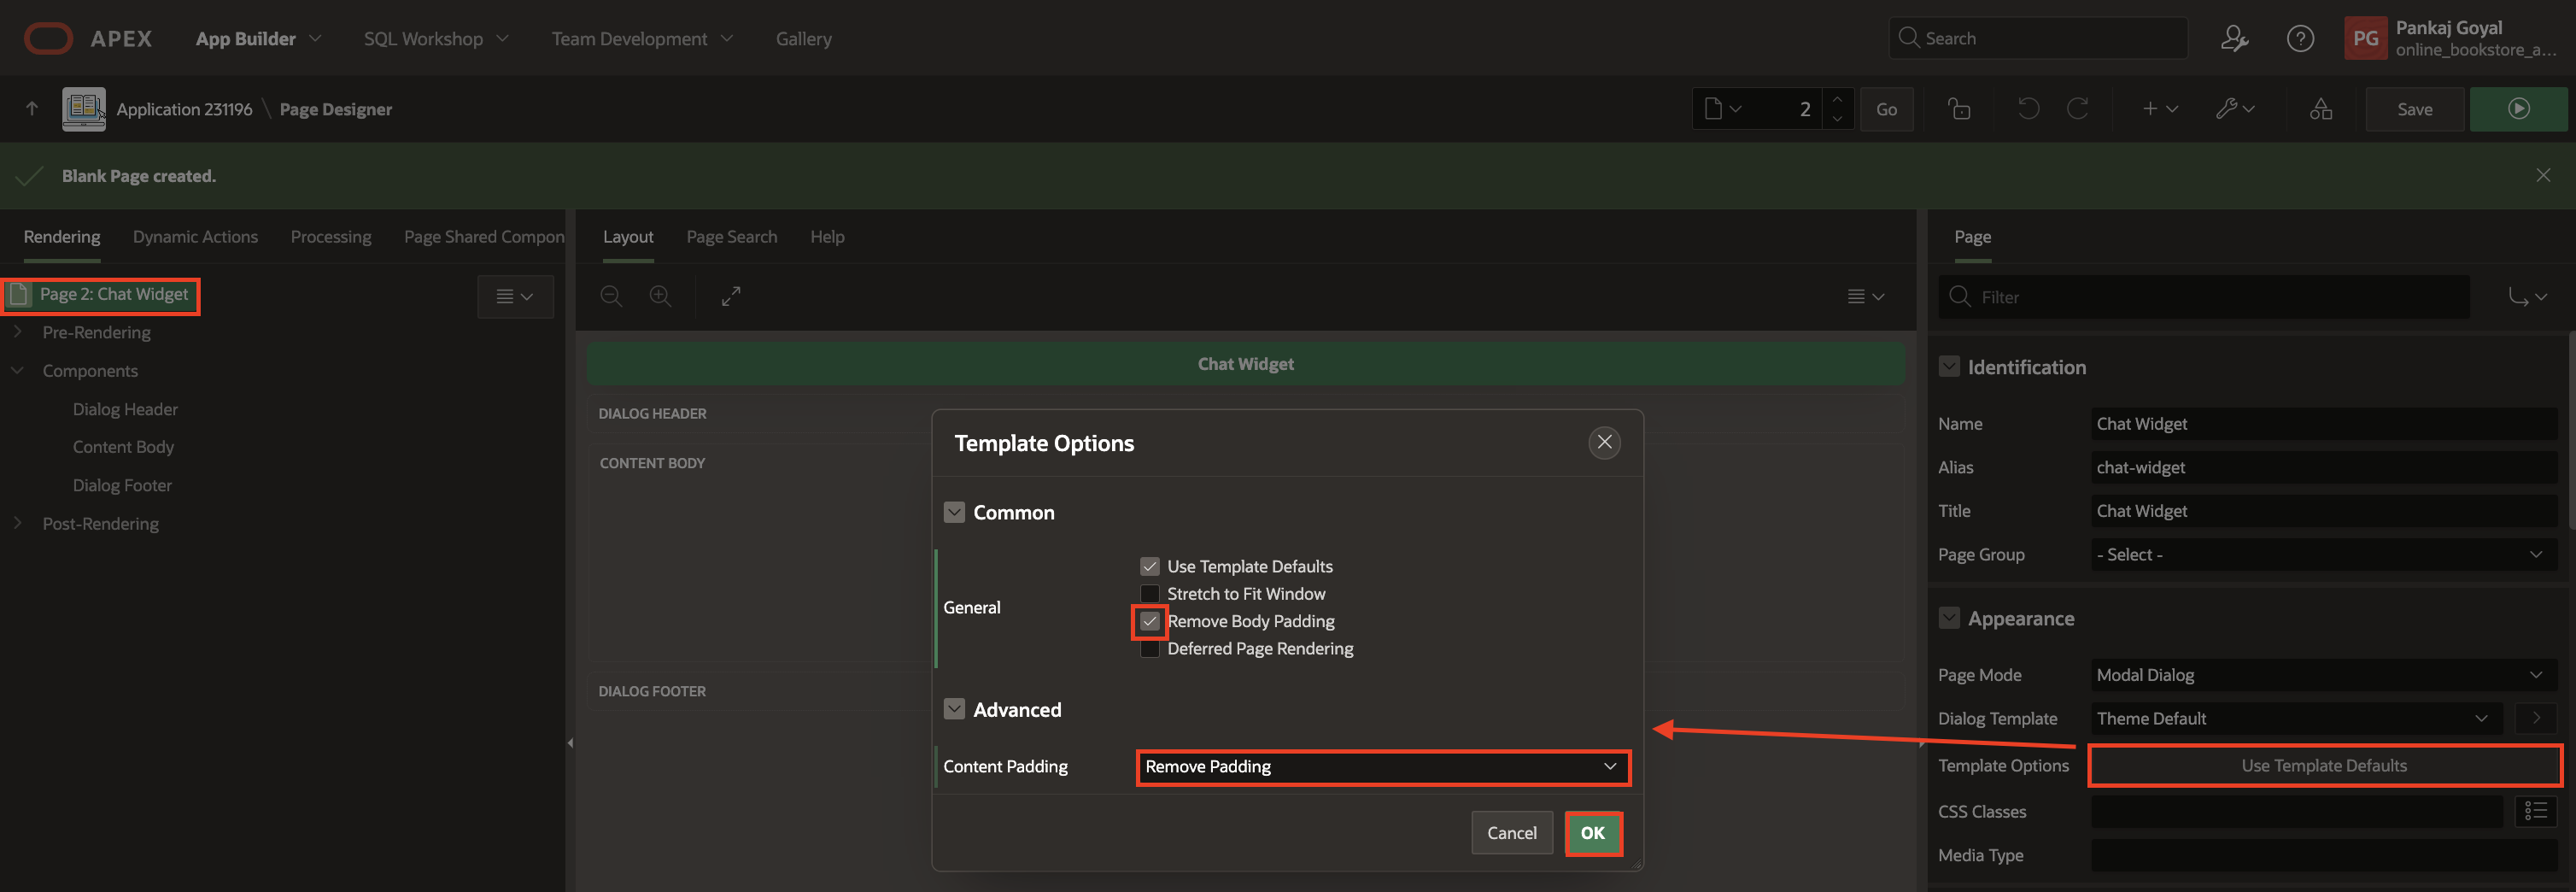 APEX App Builder SQL Workshop Team Development Gallery Search ? PG Pankaj Goyal
online_bookstore_a...
Application 231196 \ Page Designer 2 Go Save
Blank Page created.
Rendering Dynamic Actions Processing Page Shared Compon
Page 2: Chat Widget
Pre-Rendering
Components
Dialog Header
Content Body
Dialog Footer
Post-Rendering
Layout Page Search Help
Chat Widget
DIALOG HEADER
CONTENT BODY
DIALOG FOOTER
Template Options
Common
General
Use Template Defaults
Stretch to Fit Window
Remove Body Padding
Deferred Page Rendering
Advanced
Content Padding Remove Padding
Cancel OK
Page
Filter
Identification
Name Chat Widget
Alias chat-widget
Title Chat Widget
Page Group - Select -
Appearance
Page Mode Modal Dialog
Dialog Template Theme Default
Template Options Use Template Defaults
CSS Classes
Media Type